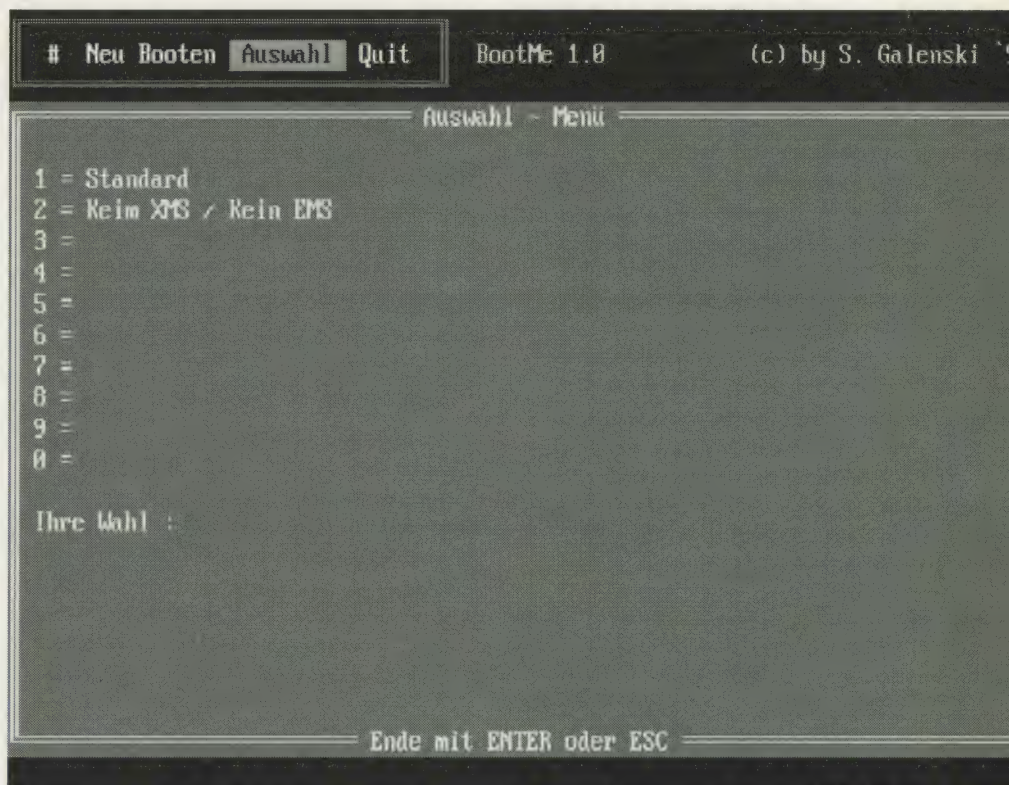 # Neu Booten Auswahl Quit BootMe 1.0 (c) by S. Galenski
Auswahl - Menü
1 = Standard
2 = Keim XMS / Kein EMS
3 =
4 =
5 =
6 =
7 =
8 =
9 =
0 =
Ihre Wahl :
Ende mit ENTER oder ESC